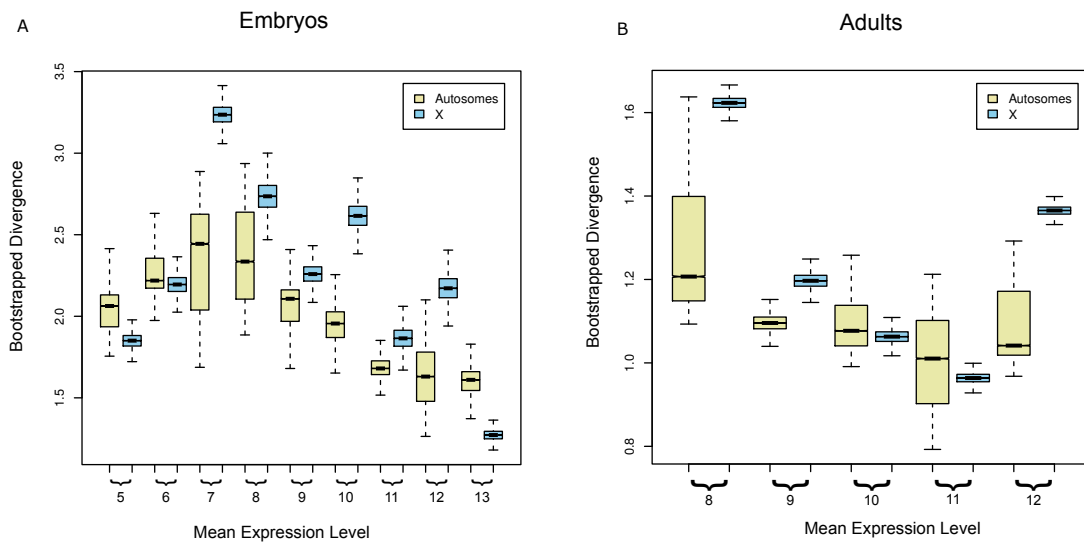 A
Embryos
Bootstrapped Divergence
3.5
3.0
2.5
2.0
1.5
Autosomes
X
5 6 7 8 9 10 11 12 13
Mean Expression Level
B
Adults
Bootstrapped Divergence
1.6
1.4
1.2
1.0
0.8
Autosomes
X
8 9 10 11 12
Mean Expression Level